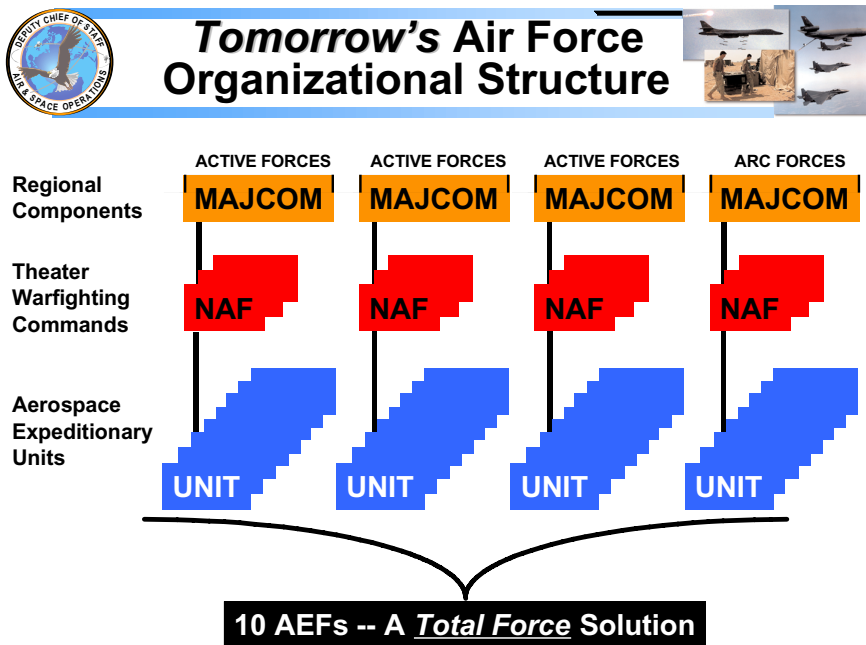 DEPUTY CHIEF OF STAFF
AIR & SPACE OPERATIONS
Tomorrow's Air Force
Organizational Structure
ACTIVE FORCES ACTIVE FORCES ACTIVE FORCES ARC FORCES
Regional
Components
MAJCOM MAJCOM MAJCOM MAJCOM
Theater
Warfighting
Commands
NAF NAF NAF NAF
Aerospace
Expeditionary
Units
UNIT UNIT UNIT UNIT
10 AEFs -- A Total Force Solution